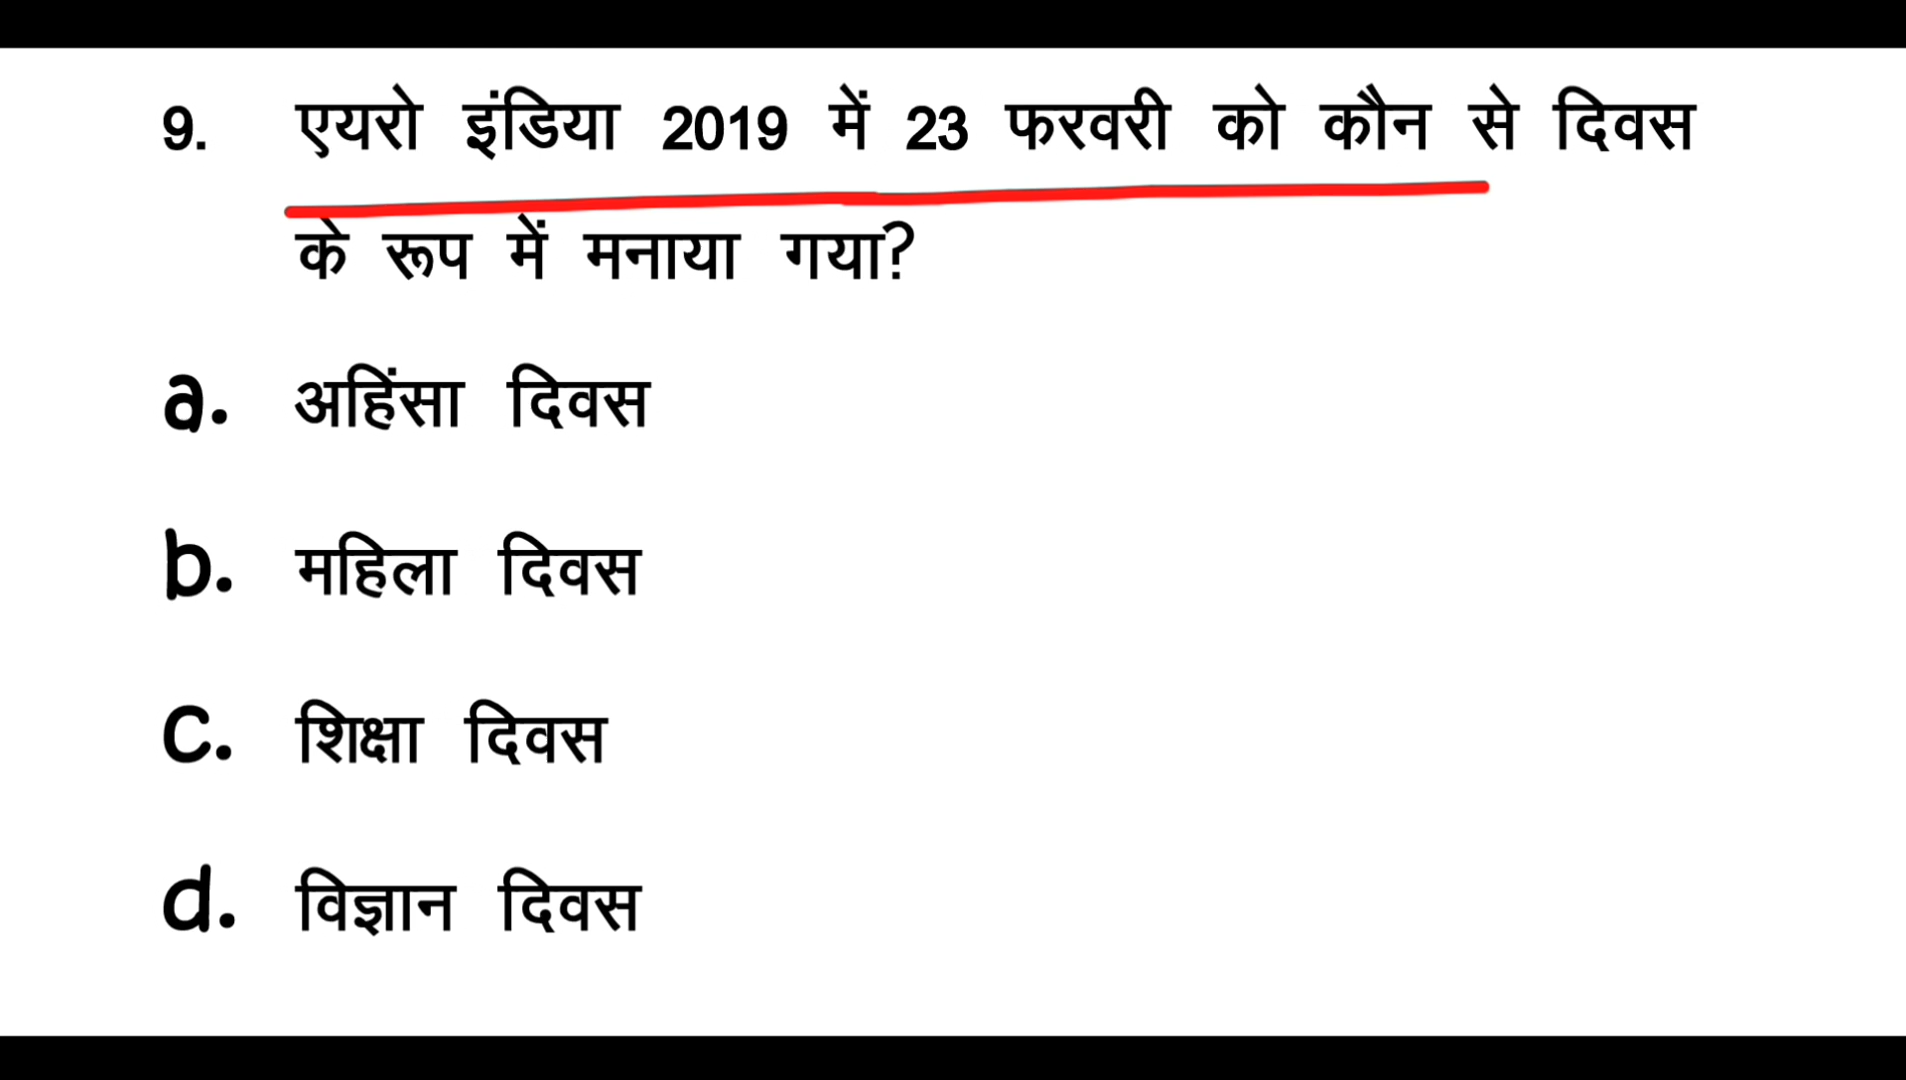 9. एयरो इंडिया 2019 में 23 फरवरी को कौन से दिवस
के रूप में मनाया गया?
a. अहिंसा दिवस
b. महिला दिवस
c. शिक्षा दिवस
d. विज्ञान दिवस